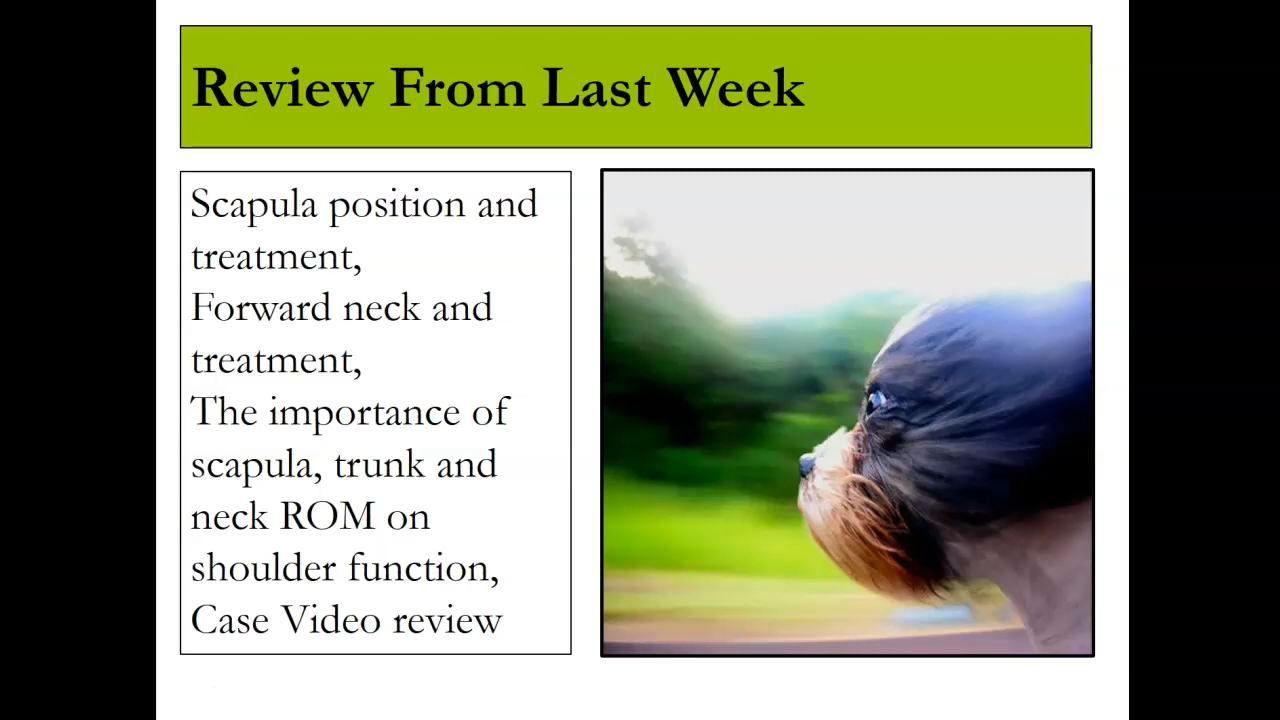 Review From Last Week
Scapula position and
treatment,
Forward neck and
treatment,
The importance of
scapula, trunk and
neck ROM on
shoulder function,
Case Video review